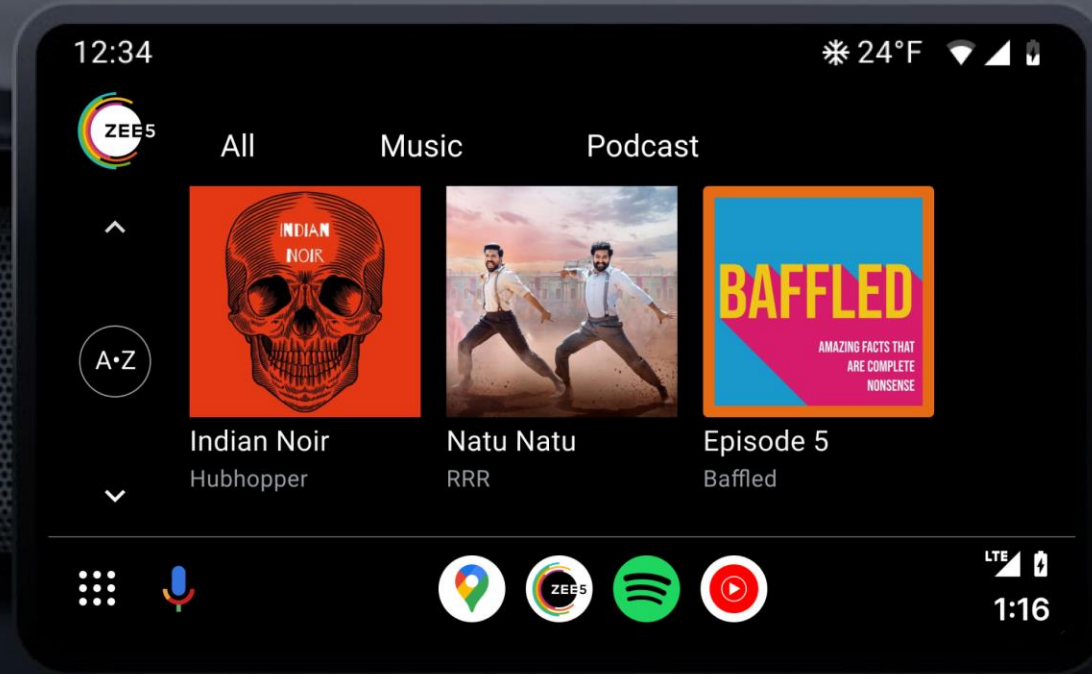 12:34
24°F
ZEE5
All
Music
Podcast
INDIAN
NOIR
BAFFLED
AMAZING FACTS THAT
ARE COMPLETE
NONSENSE
A•Z
Indian Noir
Natu Natu
Episode 5
Hubhopper
RRR
Baffled
LTE
ZEE5
1:16